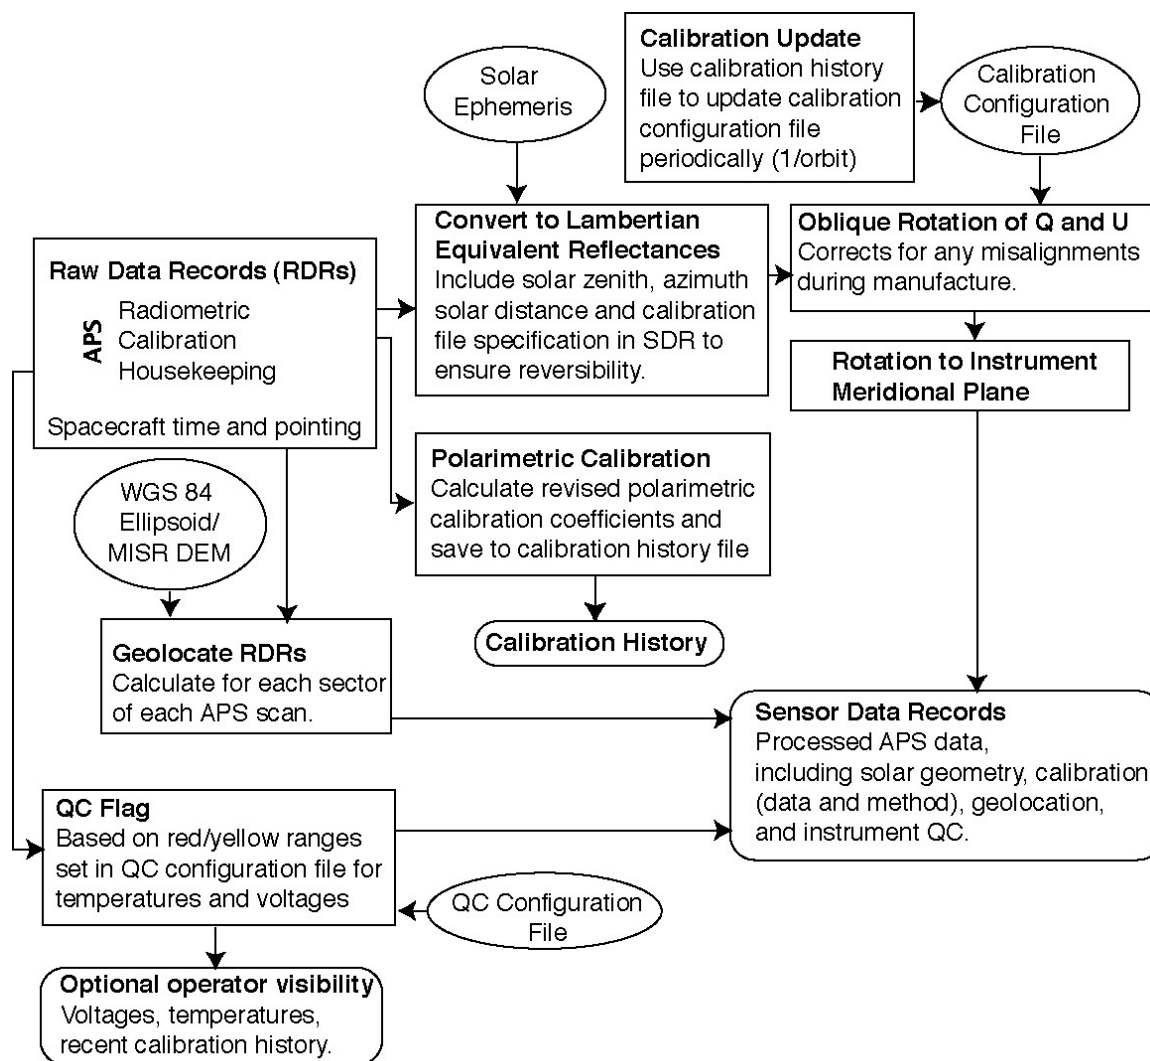 Solar
Ephemeris
Calibration Update
Use calibration history
file to update calibration
configuration file
periodically (1/orbit)
Calibration
Configuration
File
Raw Data Records (RDRs)
APS
Radiometric
Calibration
Housekeeping
Spacecraft time and pointing
Convert to Lambertian
Equivalent Reflectances
Include solar zenith, azimuth
solar distance and calibration
file specification in SDR to
ensure reversibility.
Oblique Rotation of Q and U
Corrects for any misalignments
during manufacture.
Rotation to Instrument
Meridional Plane
WGS 84
Ellipsoid/
MISR DEM
Polarimetric Calibration
Calculate revised polarimetric
calibration coefficients and
save to calibration history file
Calibration History
Geolocate RDRs
Calculate for each sector
of each APS scan.
Sensor Data Records
Processed APS data,
including solar geometry, calibration
(data and method), geolocation,
and instrument QC.
QC Flag
Based on red/yellow ranges
set in QC configuration file for
temperatures and voltages
QC Configuration
File
Optional operator visibility
Voltages, temperatures,
recent calibration history.